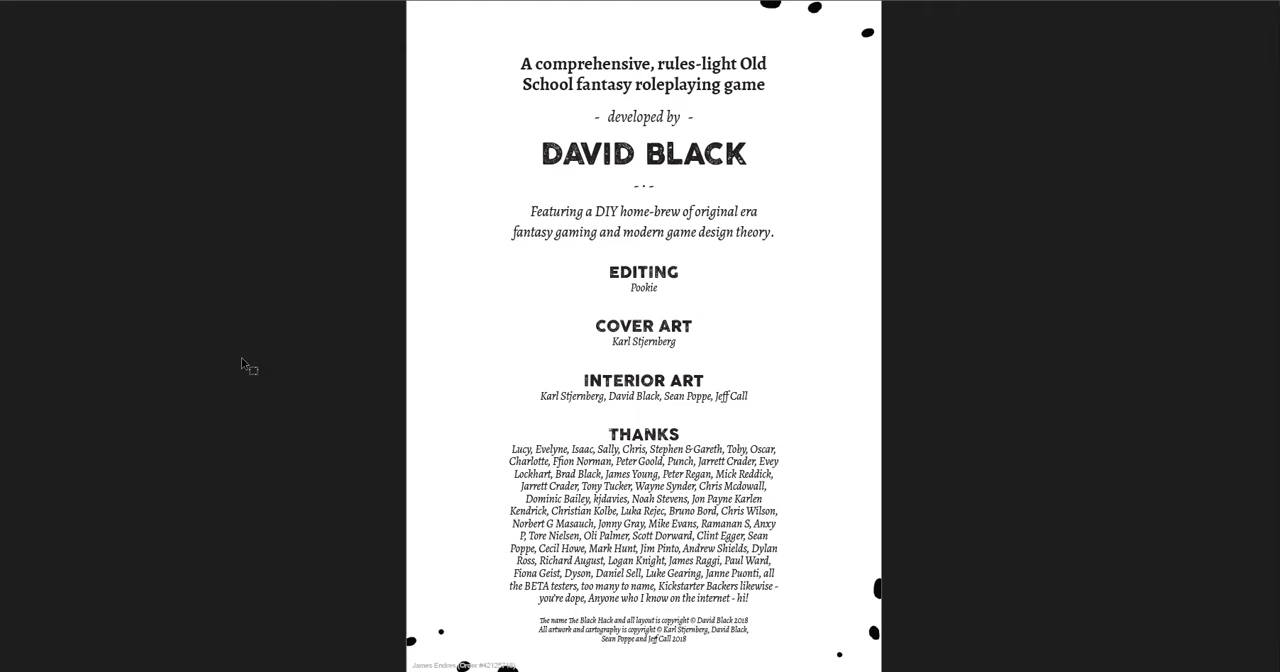 A comprehensive, rules-light Old
School fantasy roleplaying game
- developed by -
DAVID BLACK
Featuring a DIY home-brew of original era
fantasy gaming and modern game design theory.
EDITING
Pookie
COVER ART
Karl Stjernberg
INTERIOR ART
Karl Stjernberg, David Black, Sean Poppe, Jeff Call
THANKS
Lucy, Evelyne, Isaac, Sally, Chris, Stephen & Gareth, Toby, Oscar,
Charlotte, Ffion Norman, Peter Goold, Punch, Jarrett Crader, Evey
Lockhart, Brad Black, James Young, Peter Regan, Mick Reddick,
Jarrett Crader, Tony Tucker, Wayne Synder, Chris Mcdowall,
Dominic Bailey, kjdavies, Noah Stevens, Jon Payne Karlen
Kendrick, Christian Kolbe, Luka Rejec, Bruno Bord, Chris Wilson,
Norbert G Masauch, Jonny Gray, Mike Evans, Ramanan S, Anxy
P, Tore Nielsen, Oli Palmer, Scott Dorward, Clint Egger, Sean
Poppe, Cecil Howe, Mark Hunt, Jim Pinto, Andrew Shields, Dylan
Ross, Richard August, Logan Knight, James Raggi, Paul Ward,
Fiona Geist, Dyson, Daniel Sell, Luke Gearing, Janne Puonti, all
the BETA testers, too many to name, Kickstarter Backers likewise -
you're dope, Anyone who I know on the internet - hi!
The name The Black Hack and all layout is copyright © David Black 2018
All artwork and cartography is copyright © Karl Stjernberg, David Black,
Sean Poppe and Jeff Call 2018
James Endres